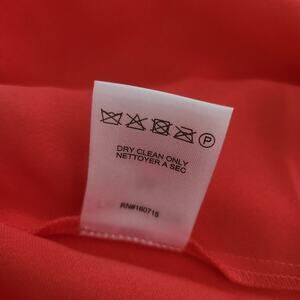 P
DRY CLEAN ONLY
NETTOYER A SEC
RN#160715